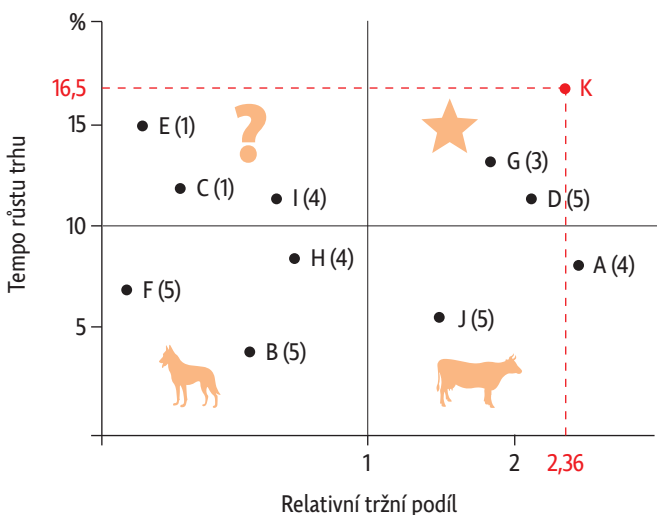 %
16,5
K
15
E (1)
?
G (3)
C (1)
I (4)
D (5)
10
H (4)
A (4)
F (5)
J (5)
5
B (5)
1
2
2,36
Tempo růstu trhu
Relativní tržní podíl